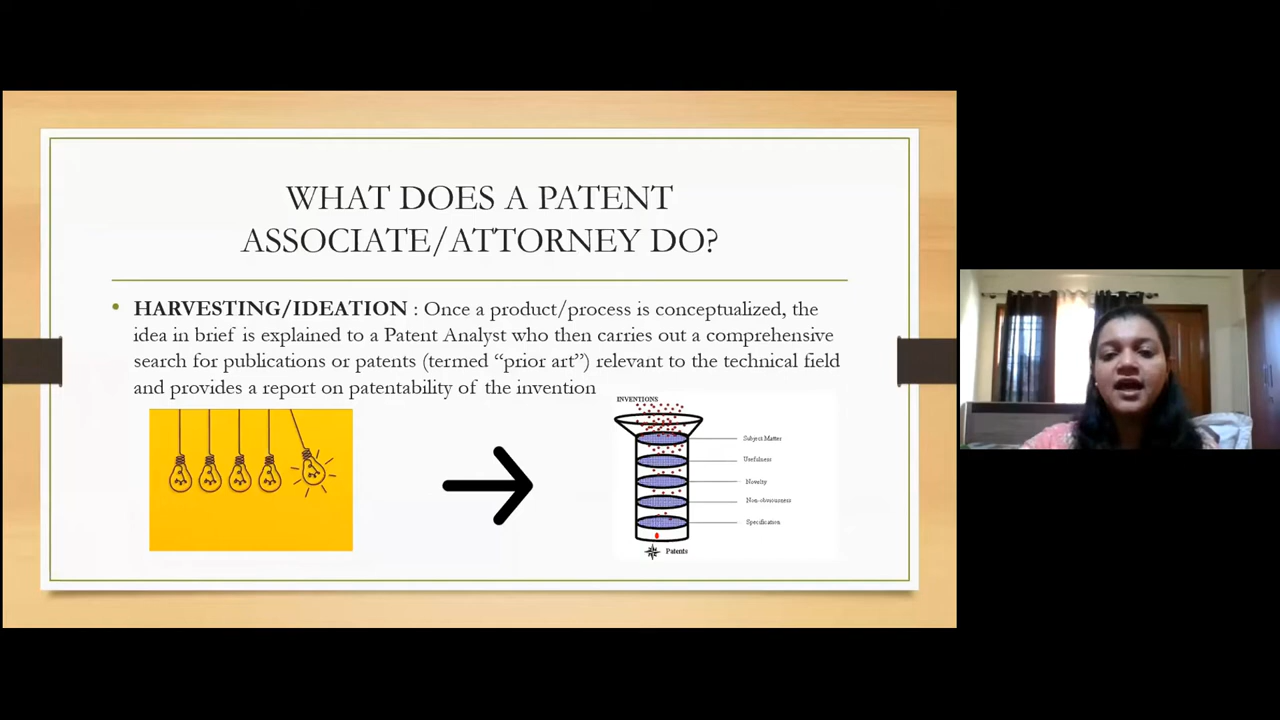 WHAT DOES A PATENT
ASSOCIATE/ATTORNEY DO?
• HARVESTING/IDEATION : Once a product/process is conceptualized, the
idea in brief is explained to a Patent Analyst who then carries out a comprehensive
search for publications or patents (termed “prior art”) relevant to the technical field
and provides a report on patentability of the invention
INVENTIONS
Subject Matter
Usefulness
Novelty
Non-obviousness
Specification
Patents